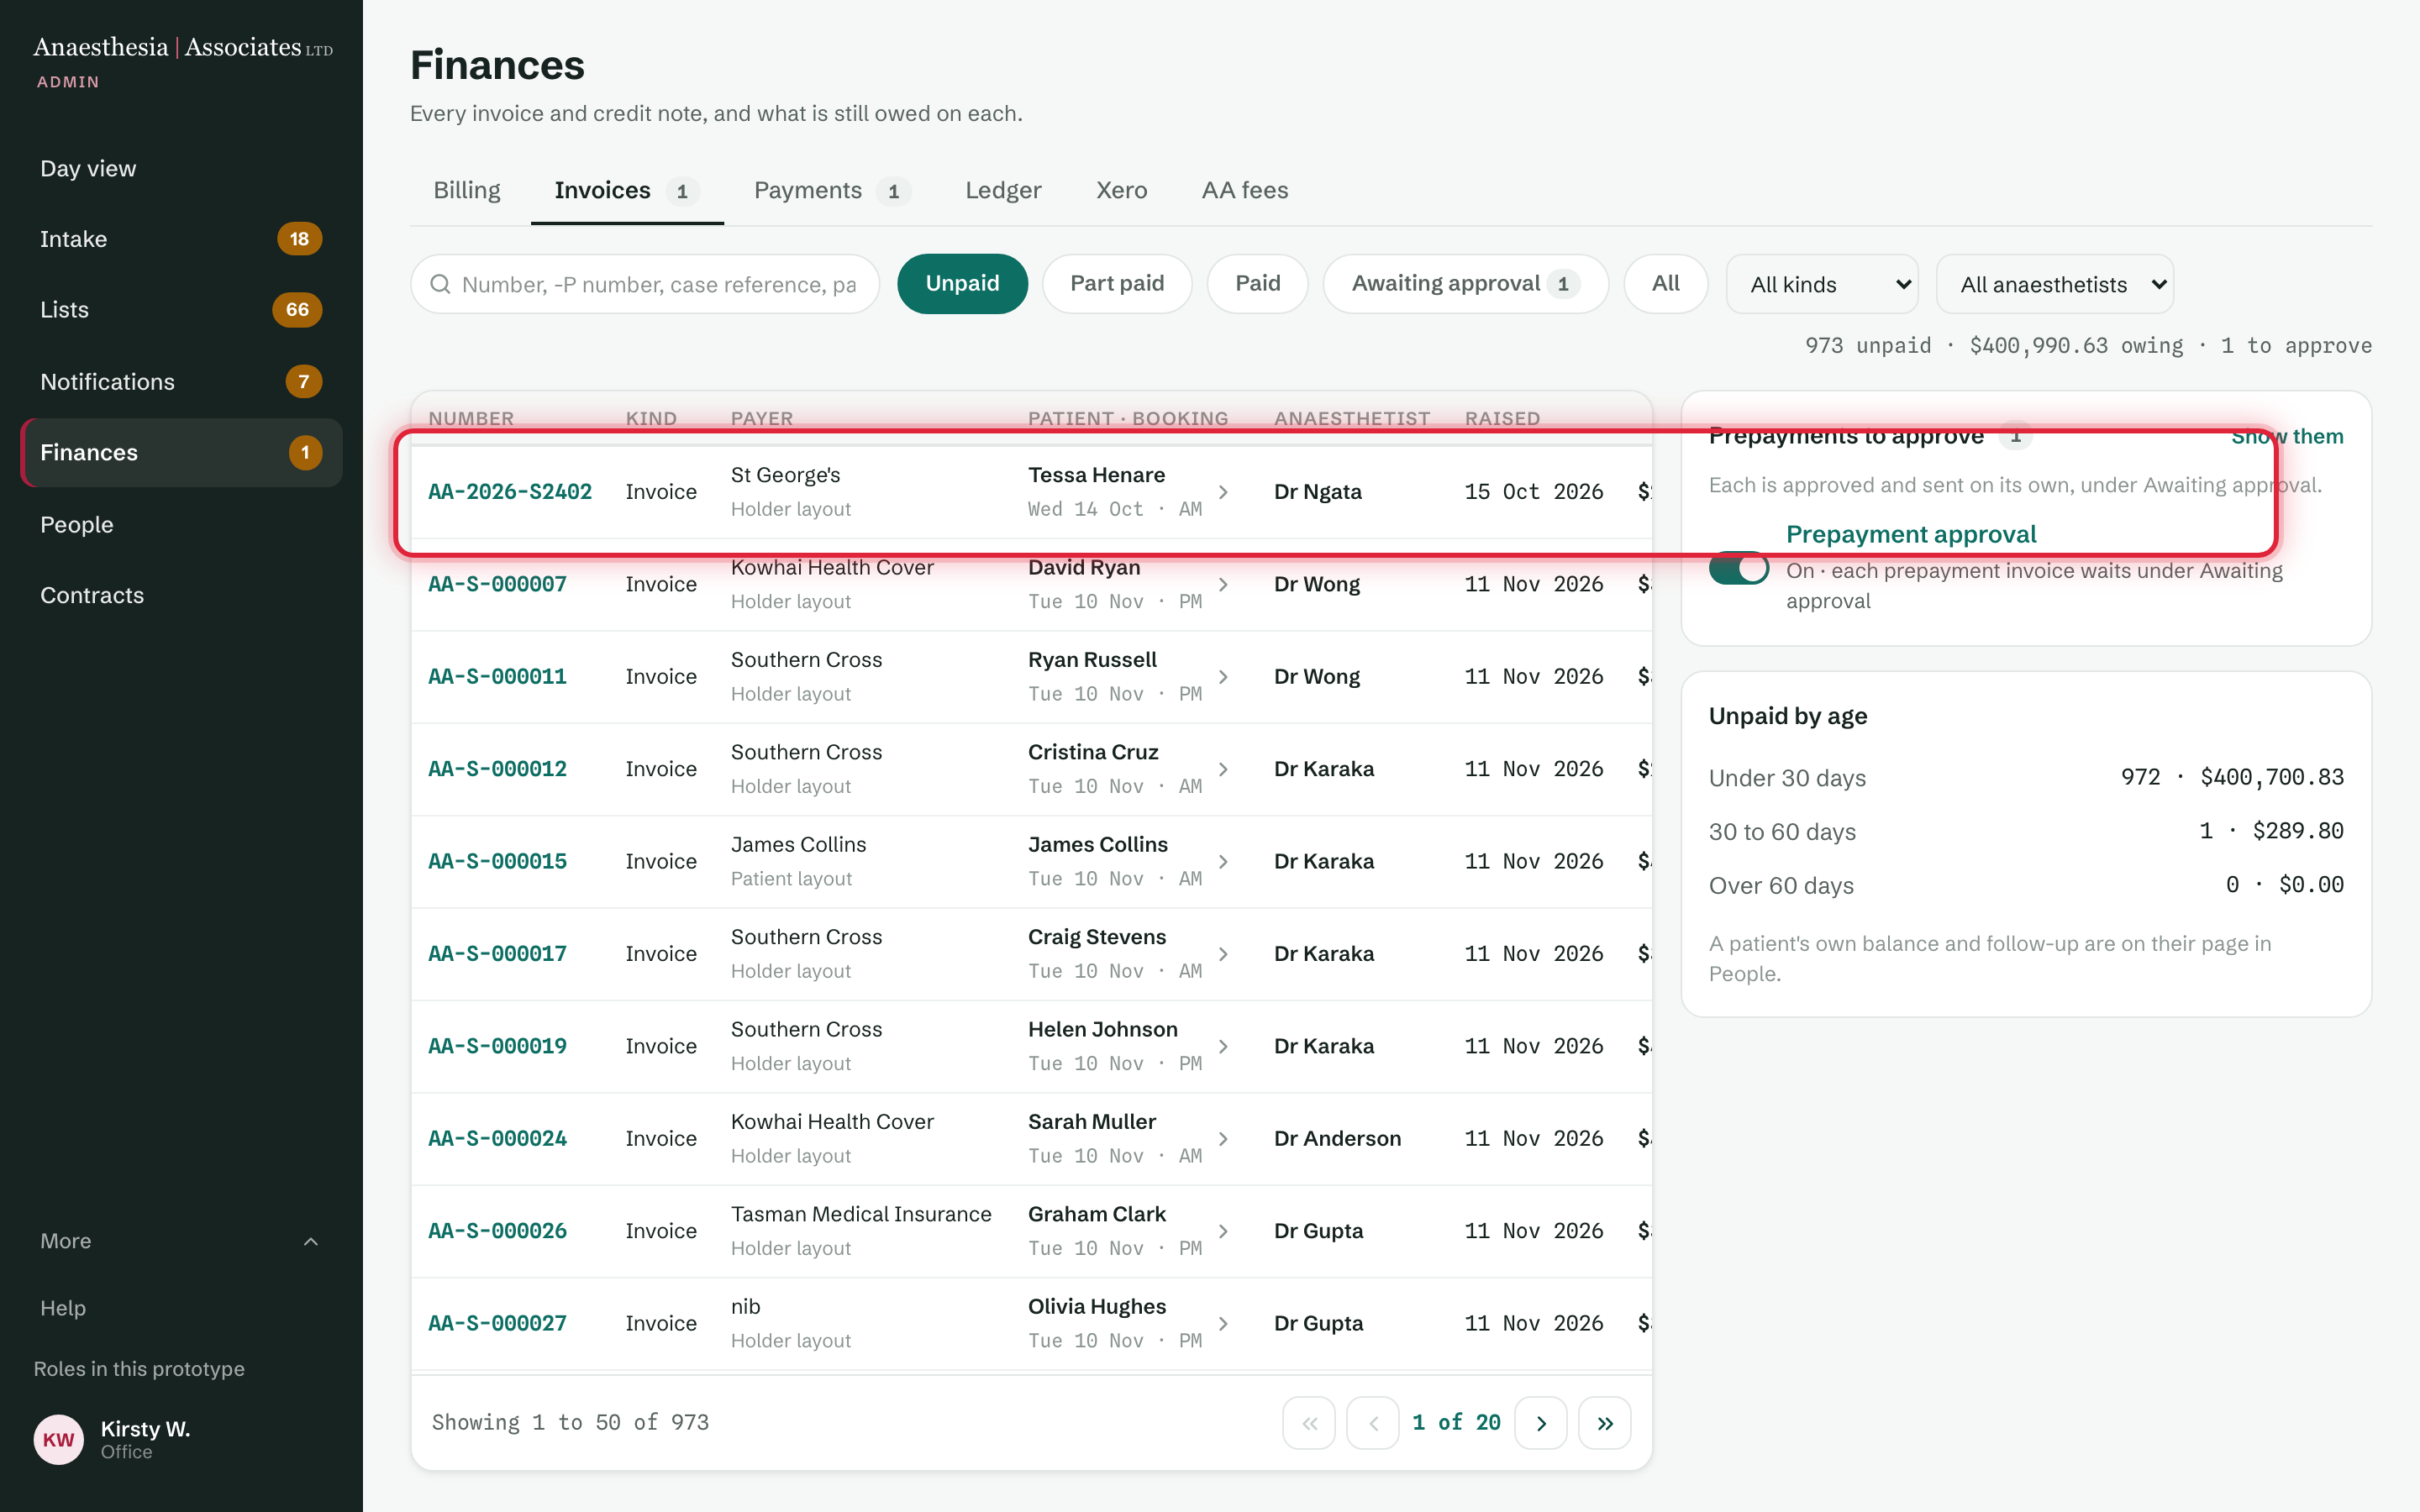 Anaesthesia | Associates LTD
ADMIN
Day view
Intake 18
Lists 66
Notifications 7
Finances 1
People
Contracts
More
Help
Roles in this prototype
KW Kirsty W.
Office
Finances
Every invoice and credit note, and what is still owed on each.
Billing Invoices 1 Payments 1 Ledger Xero AA fees
Number, -P number, case reference, pa Unpaid Part paid Paid Awaiting approval 1 All All kinds All anaesthetists
973 unpaid · $400,990.63 owing · 1 to approve
NUMBER KIND PAYER PATIENT · BOOKING ANAESTHETIST RAISED
AA-2026-S2402 Invoice St George's Tessa Henare Dr Ngata 15 Oct 2026 $
Holder layout Wed 14 Oct · AM
AA-S-000007 Invoice Kowhai Health Cover David Ryan Dr Wong 11 Nov 2026 $
Holder layout Tue 10 Nov · PM
AA-S-000011 Invoice Southern Cross Ryan Russell Dr Wong 11 Nov 2026 $
Holder layout Tue 10 Nov · PM
AA-S-000012 Invoice Southern Cross Cristina Cruz Dr Karaka 11 Nov 2026 $
Holder layout Tue 10 Nov · AM
AA-S-000015 Invoice James Collins James Collins Dr Karaka 11 Nov 2026 $
Patient layout Tue 10 Nov · AM
AA-S-000017 Invoice Southern Cross Craig Stevens Dr Karaka 11 Nov 2026 $
Holder layout Tue 10 Nov · AM
AA-S-000019 Invoice Southern Cross Helen Johnson Dr Karaka 11 Nov 2026 $
Holder layout Tue 10 Nov · PM
AA-S-000024 Invoice Kowhai Health Cover Sarah Muller Dr Anderson 11 Nov 2026 $
Holder layout Tue 10 Nov · AM
AA-S-000026 Invoice Tasman Medical Insurance Graham Clark Dr Gupta 11 Nov 2026 $
Holder layout Tue 10 Nov · PM
AA-S-000027 Invoice nib Olivia Hughes Dr Gupta 11 Nov 2026 $
Holder layout Tue 10 Nov · PM
Showing 1 to 50 of 973 « ‹ 1 of 20 › »
Prepayments to approve 1 Show them
Each is approved and sent on its own, under Awaiting approval.
Prepayment approval
On · each prepayment invoice waits under Awaiting
approval
Unpaid by age
Under 30 days 972 · $400,700.83
30 to 60 days 1 · $289.80
Over 60 days 0 · $0.00
A patient's own balance and follow-up are on their page in
People.